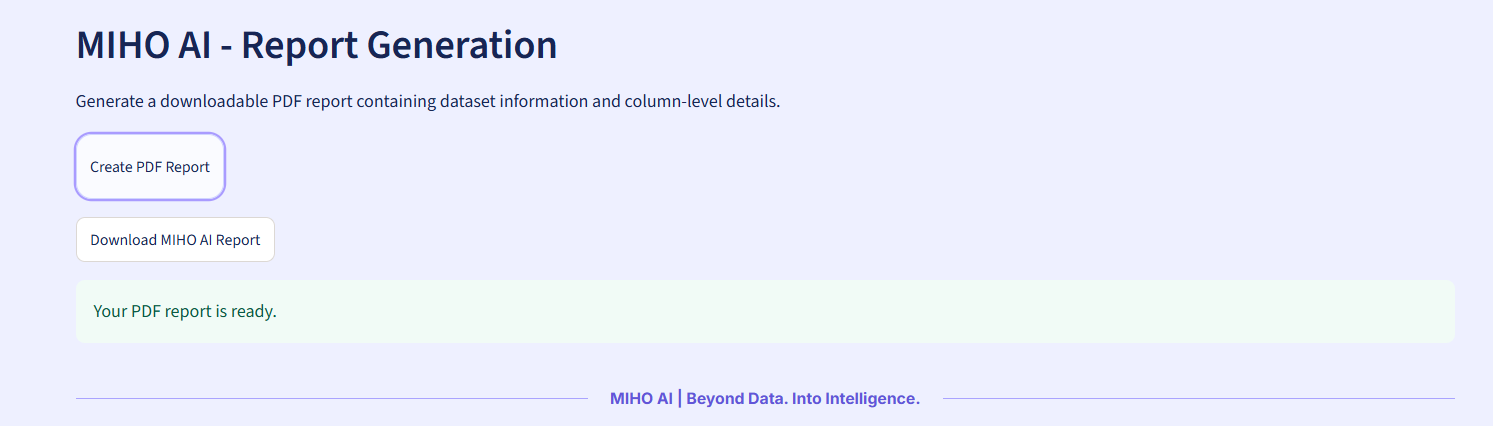 MIHO AI - Report Generation
Generate a downloadable PDF report containing dataset information and column-level details.
Create PDF Report
Download MIHO AI Report
Your PDF report is ready.
MIHO AI | Beyond Data. Into Intelligence.